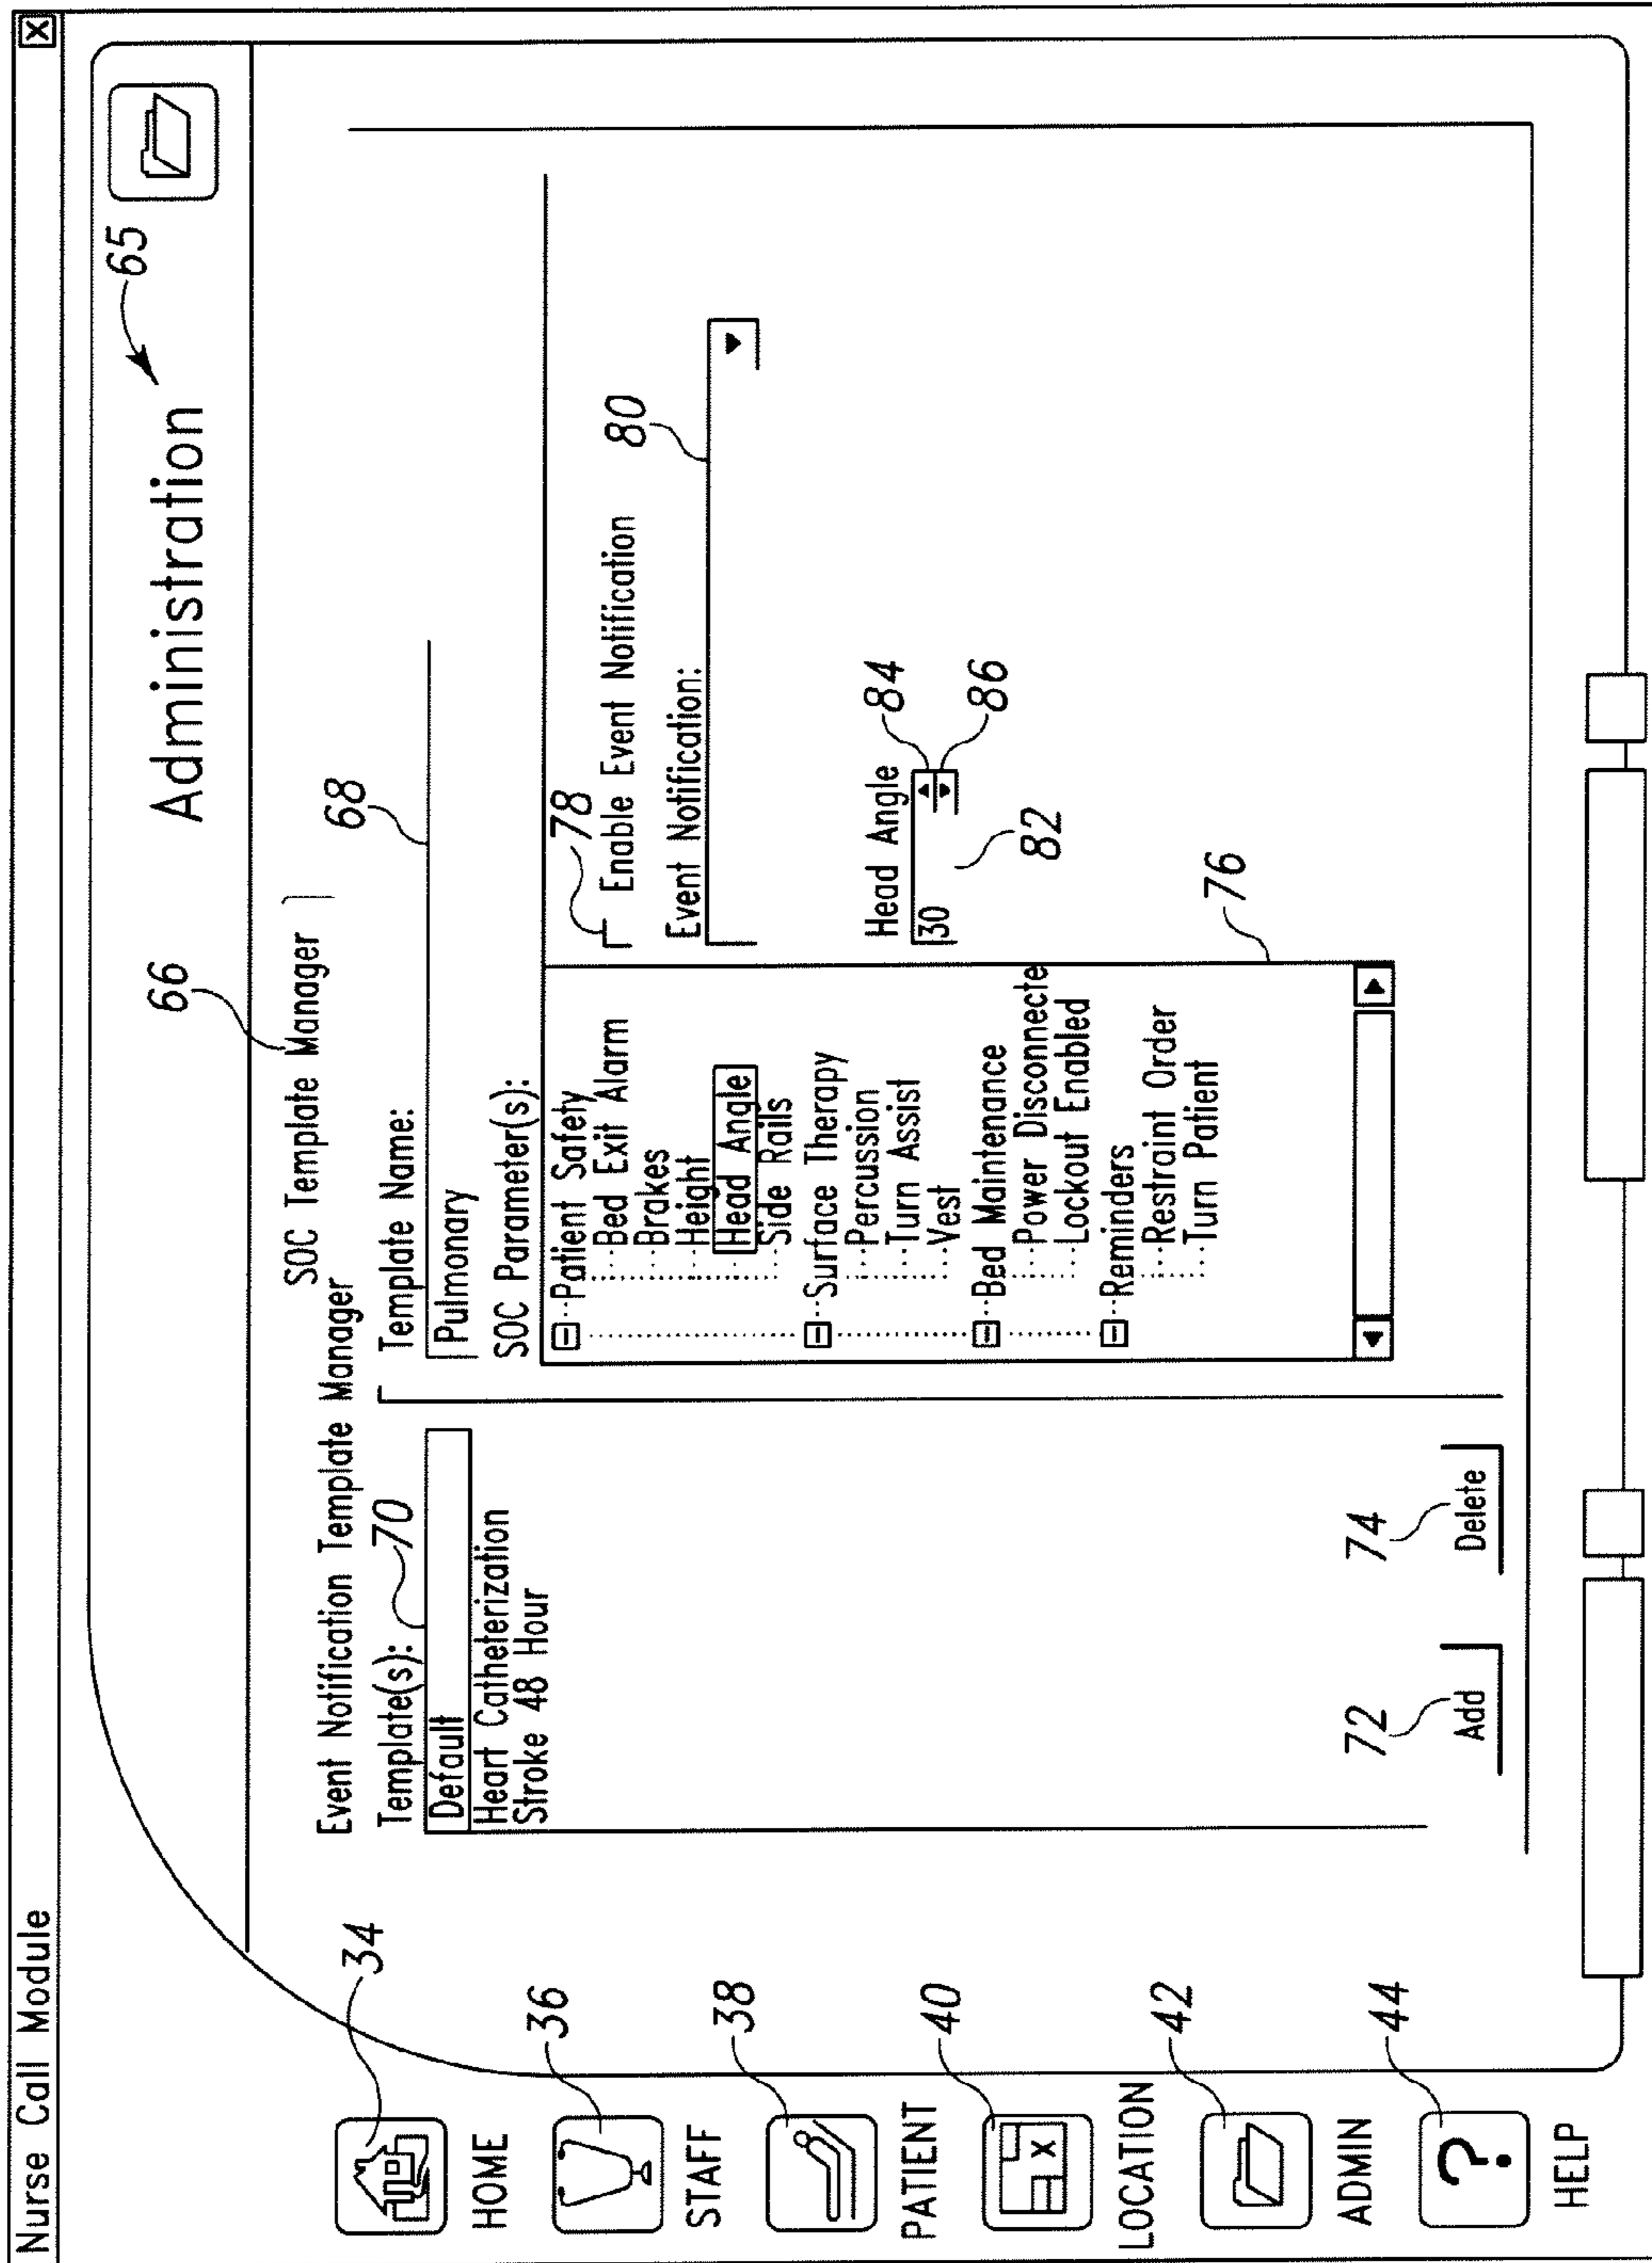 Nurse Call Module
X
Administration
65
66
SOC Template Manager
Event Notification Template Manager
Template(s):
70
Default
Heart Catheterization
Stroke 48 Hour
72
Add
74
Delete
Template Name:
68
Pulmonary
SOC Parameter(s):
Patient Safety
Bed Exit Alarm
Brakes
Height
Head Angle
Side Rails
Surface Therapy
Percussion
Turn Assist
Vest
Bed Maintenance
Power Disconnecte
Lockout Enabled
Reminders
Restraint Order
Turn Patient
76
78
Enable Event Notification
Event Notification:
80
Head Angle
30
84
86
82
34
HOME
36
STAFF
38
PATIENT
40
X
LOCATION
42
ADMIN
44
?
HELP